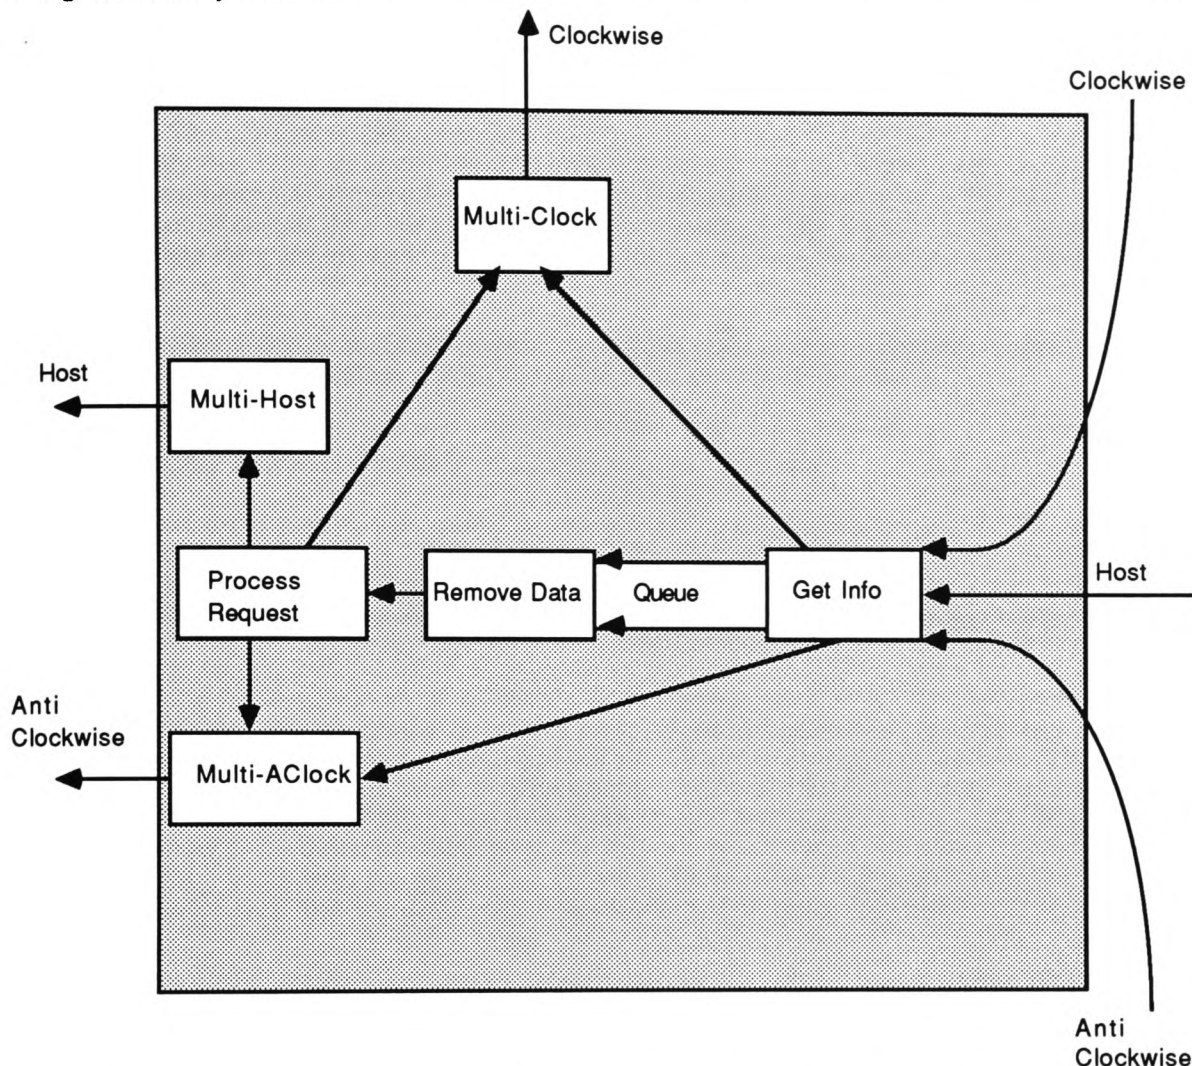 Clockwise
Clockwise
Multi-Clock
Host
Multi-Host
Process
Request
Remove Data
Queue
Get Info
Host
Anti
Clockwise
Multi-AClock
Anti
Clockwise